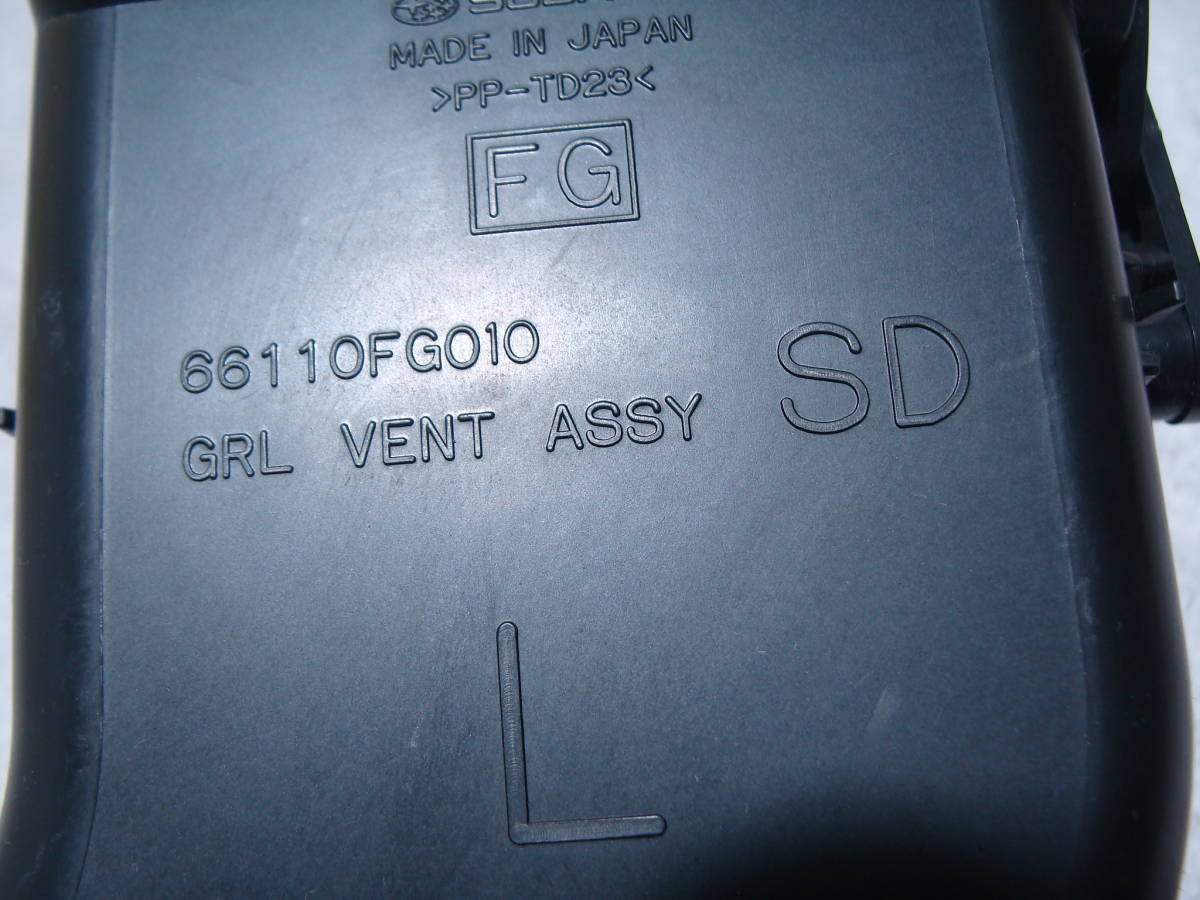 MADE IN JAPAN
>PP-TD23<
FG
66110FG010
GRL VENT ASSY
SD
L